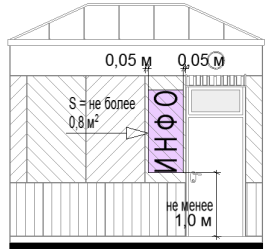 0,05 м 0,05 м
S = не более
0,8 м²
ИНФО
не менее
1,0 м